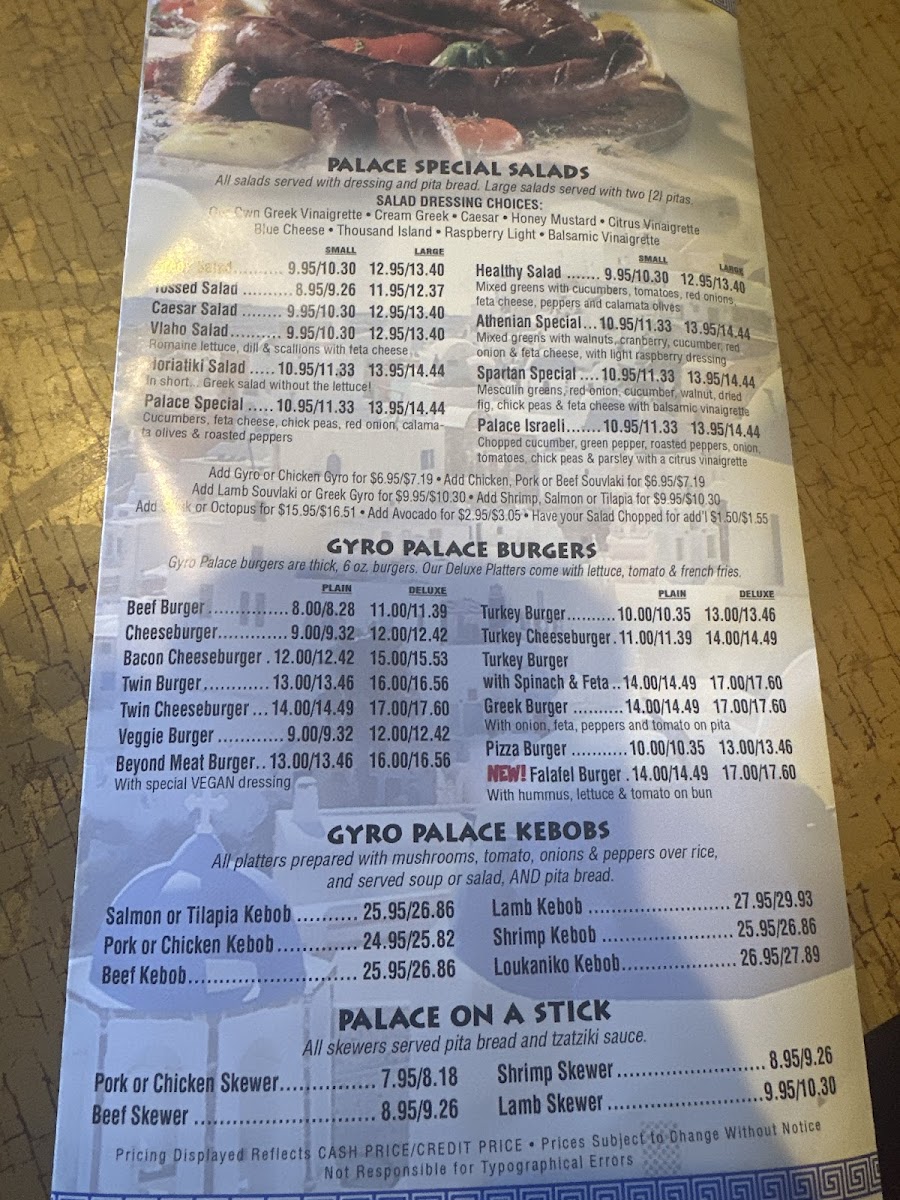 PALACE SPECIAL SALADS
All salads served with dressing and pita bread. Large salads served with two [2] pitas.
SALAD DRESSING CHOICES:
Own Greek Vinaigrette • Cream Greek • Caesar • Honey Mustard • Citrus Vinaigrette
Blue Cheese • Thousand Island • Raspberry Light • Balsamic Vinaigrette
SMALL LARGE
Salad.......... 9.95/10.30 12.95/13.40
Tossed Salad .......... 8.95/9.26 11.95/12.37
Caesar Salad ........ 9.95/10.30 12.95/13.40
Vlaho Salad.......... 9.95/10.30 12.95/13.40
Romaine lettuce, dill & scallions with feta cheese
Horiatiki Salad ..... 10.95/11.33 13.95/14.44
In short... Greek salad without the lettuce!
Palace Special ..... 10.95/11.33 13.95/14.44
Cucumbers, feta cheese, chick peas, red onion, calama-
ta olives & roasted peppers
SMALL LARGE
Healthy Salad ....... 9.95/10.30 12.95/13.40
Mixed greens with cucumbers, tomatoes, red onions,
feta cheese, peppers and calamata olives
Athenian Special... 10.95/11.33 13.95/14.44
Mixed greens with walnuts, cranberry, cucumber, red
onion & feta cheese, with light raspberry dressing
Spartan Special .... 10.95/11.33 13.95/14.44
Mesculin greens, red onion, cucumber, walnut, dried
fig, chick peas & feta cheese with balsamic vinaigrette
Palace Israeli....... 10.95/11.33 13.95/14.44
Chopped cucumber, green pepper, roasted peppers, onion,
tomatoes, chick peas & parsley with a citrus vinaigrette
Add Gyro or Chicken Gyro for $6.95/$7.19 • Add Chicken, Pork or Beef Souvlaki for $6.95/$7.19
Add Lamb Souvlaki or Greek Gyro for $9.95/$10.30 • Add Shrimp, Salmon or Tilapia for $9.95/$10.30
Add or Octopus for $15.95/$16.51 • Add Avocado for $2.95/$3.05 • Have your Salad Chopped for add'l $1.50/$1.55
GYRO PALACE BURGERS
Gyro Palace burgers are thick, 6 oz. burgers. Our Deluxe Platters come with lettuce, tomato & french fries.
PLAIN DELUXE
Beef Burger............... 8.00/8.28 11.00/11.39
Cheeseburger............. 9.00/9.32 12.00/12.42
Bacon Cheeseburger . 12.00/12.42 15.00/15.53
Twin Burger............ 13.00/13.46 16.00/16.56
Twin Cheeseburger ... 14.00/14.49 17.00/17.60
Veggie Burger ............ 9.00/9.32 12.00/12.42
Beyond Meat Burger.. 13.00/13.46 16.00/16.56
With special VEGAN dressing
PLAIN DELUXE
Turkey Burger.......... 10.00/10.35 13.00/13.46
Turkey Cheeseburger. 11.00/11.39 14.00/14.49
Turkey Burger
with Spinach & Feta .. 14.00/14.49 17.00/17.60
Greek Burger .......... 14.00/14.49 17.00/17.60
With onion, feta, peppers and tomato on pita
Pizza Burger ........... 10.00/10.35 13.00/13.46
NEW! Falafel Burger . 14.00/14.49 17.00/17.60
With hummus, lettuce & tomato on bun
GYRO PALACE KEBOBS
All platters prepared with mushrooms, tomato, onions & peppers over rice,
and served soup or salad, AND pita bread.
Salmon or Tilapia Kebob .......... 25.95/26.86
Pork or Chicken Kebob............. 24.95/25.82
Beef Kebob........................... 25.95/26.86
Lamb Kebob ....................... 27.95/29.93
Shrimp Kebob ...................... 25.95/26.86
Loukaniko Kebob................... 26.95/27.89
PALACE ON A STICK
All skewers served pita bread and tzatziki sauce.
Pork or Chicken Skewer............... 7.95/8.18
Beef Skewer ............................ 8.95/9.26
Shrimp Skewer ....................... 8.95/9.26
Lamb Skewer ........................ 9.95/10.30
Pricing Displayed Reflects CASH PRICE/CREDIT PRICE • Prices Subject to Change Without Notice
Not Responsible for Typographical Errors